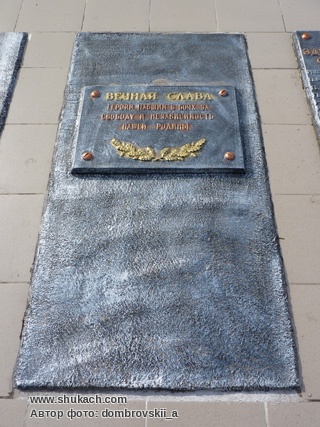 ВЕЧНАЯ СЛАВА
ГЕРОЯМ ПАВШИМ В БОЯХ ЗА
СВОБОДУ И НЕЗАВИСИМОСТЬ
НАШЕЙ РОДИНЫ
www.shukach.com
Автор фото: dombrovskii_a